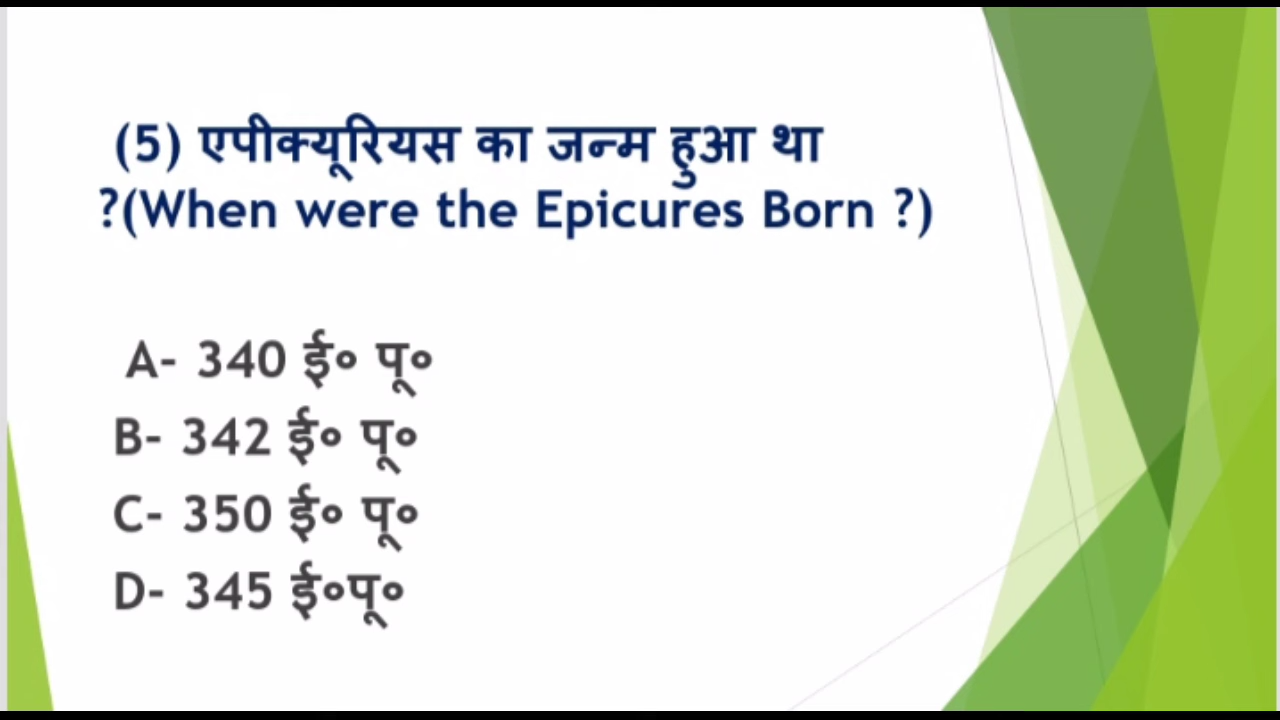 (5) एपीक्यूरियस का जन्म हुआ था
?(When were the Epicures Born ?)
A- 340 ई० पू०
B- 342 ई० पू०
C- 350 ई० पू०
D- 345 ई०पू०